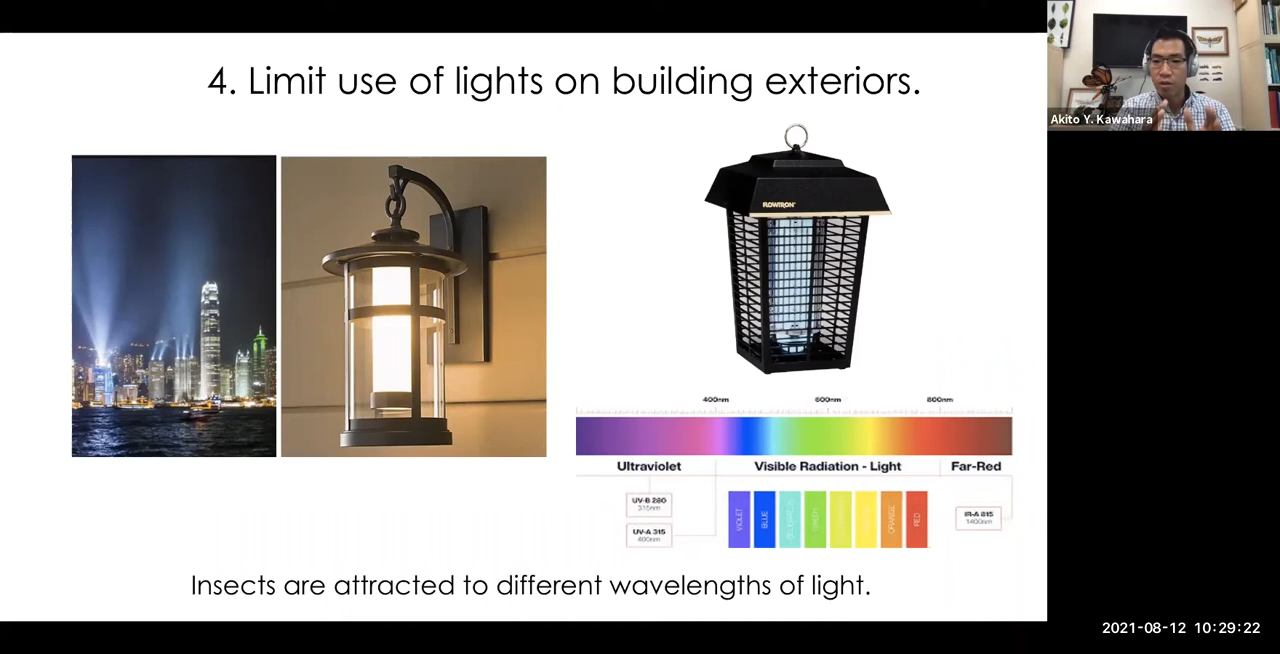 4. Limit use of lights on building exteriors.
Akito Y. Kawahara
FLOWTRON
400nm 600nm 800nm
Ultraviolet Visible Radiation - Light Far-Red
UV-B 280
315nm
UV-A 315
400nm
VIOLET BLUE GREEN ORANGE RED
IR-A 815
1400nm
Insects are attracted to different wavelengths of light.
2021-08-12 10:29:22